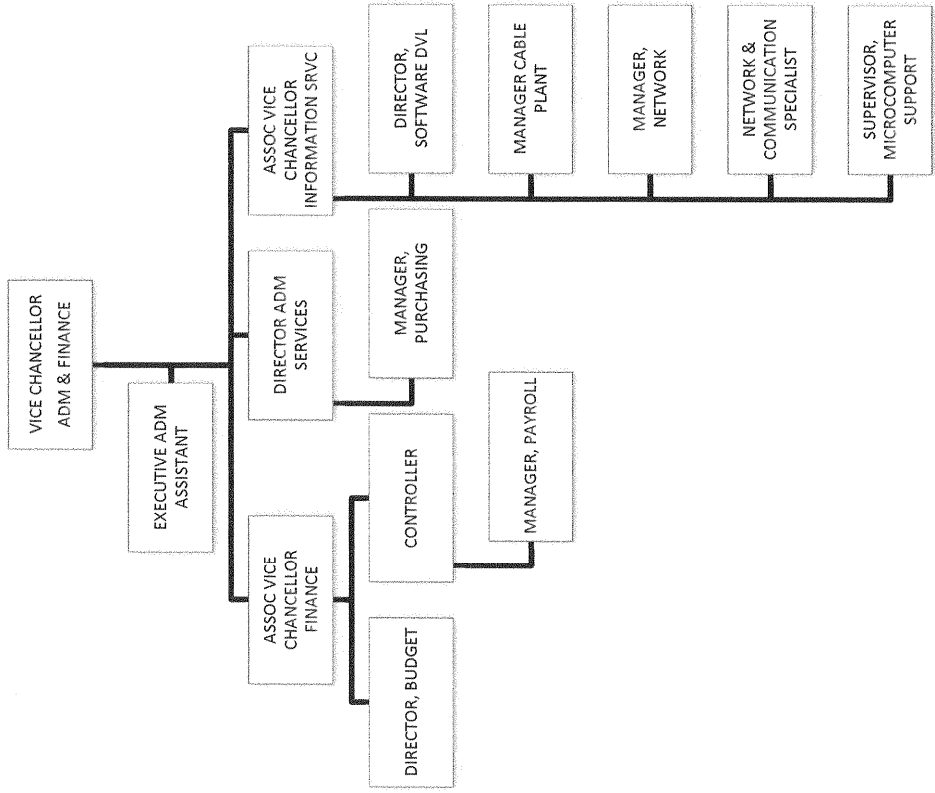 VICE CHANCELLOR
ADM & FINANCE
EXECUTIVE ADM
ASSISTANT
ASSOC VICE
CHANCELLOR
FINANCE
DIRECTOR ADM
SERVICES
ASSOC VICE
CHANCELLOR
INFORMATION SRVC
DIRECTOR, BUDGET
CONTROLLER
MANAGER, PAYROLL
MANAGER,
PURCHASING
DIRECTOR,
SOFTWARE DVL
MANAGER CABLE
PLANT
MANAGER,
NETWORK
NETWORK &
COMMUNICATION
SPECIALIST
SUPERVISOR,
MICROCOMPUTER
SUPPORT